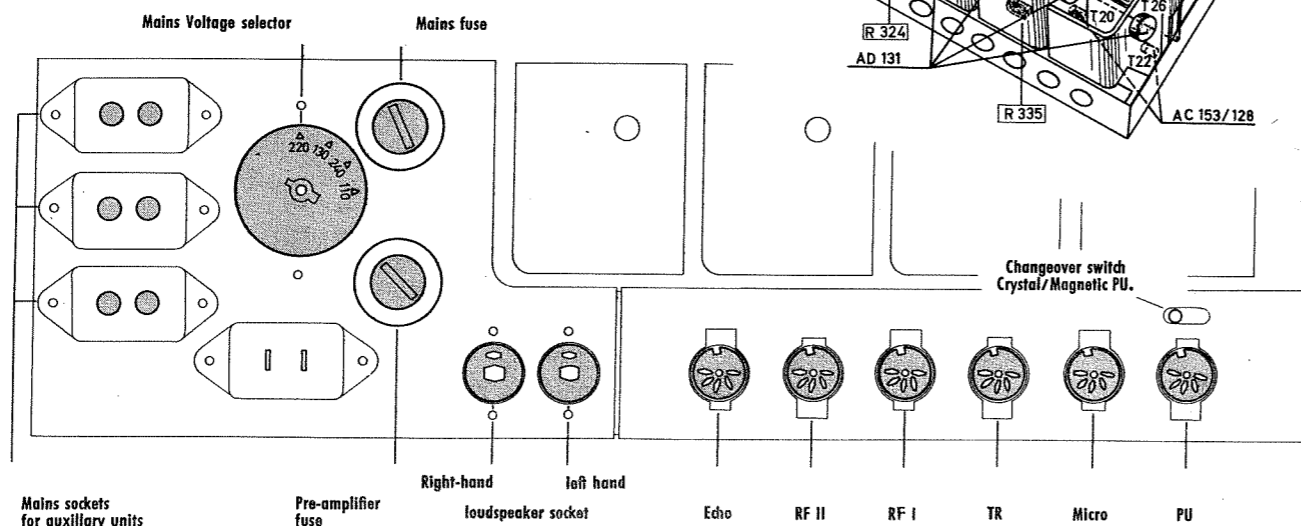 Mains Voltage selector
Mains fuse
R 324
AD 131
R 335
T20
T26
T22
AC 153/128
220 130 240 110
Changeover switch
Crystal/Magnetic PU.
Right-hand
left hand
loudspeaker socket
Mains sockets
for auxillary units
Pre-amplifier
fuse
Echo
RF II
RF I
TR
Micro
PU